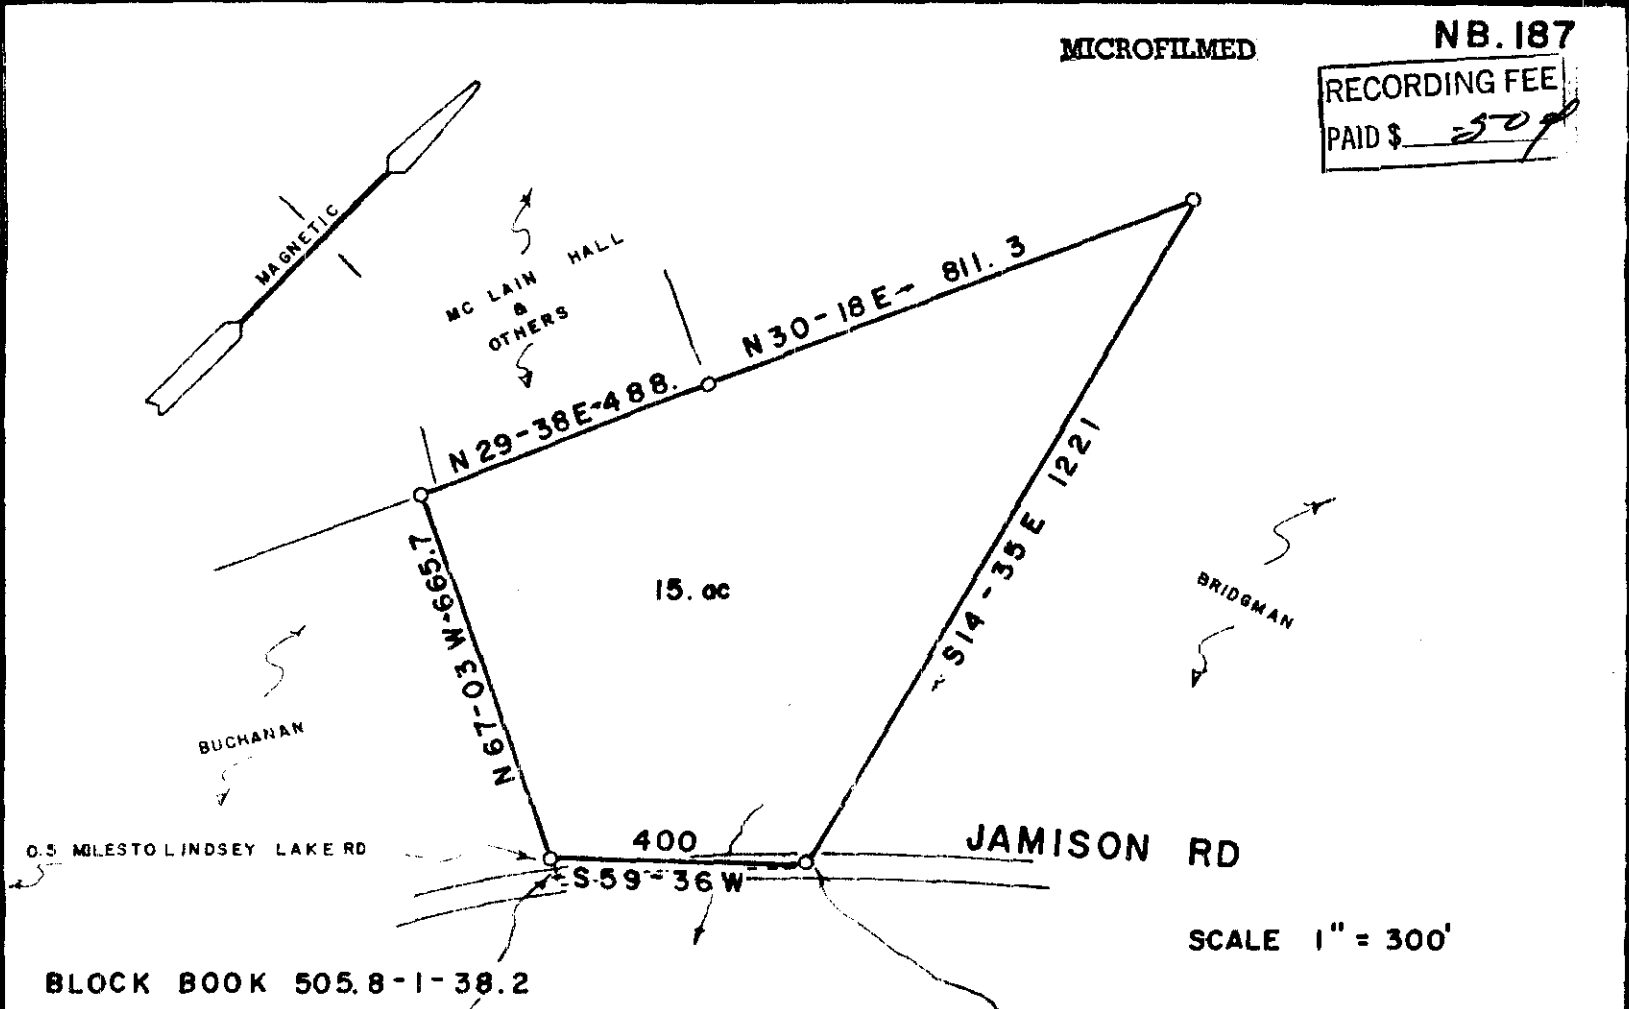 MICROFILMED
NB.187
RECORDING FEE
PAID $ .50
MAGNETIC
MC LAIN HALL
&
OTHERS
N 30-18 E- 811.3
N 29-38 E-488.
N 67-03 W-665.7
15. ac
S 14-35 E 1221
BRIDGMAN
BUCHANAN
0.5 MILES TO LINDSEY LAKE RD
400
S-59-36 W
JAMISON RD
SCALE 1" = 300'
BLOCK BOOK 505.8-1-38.2